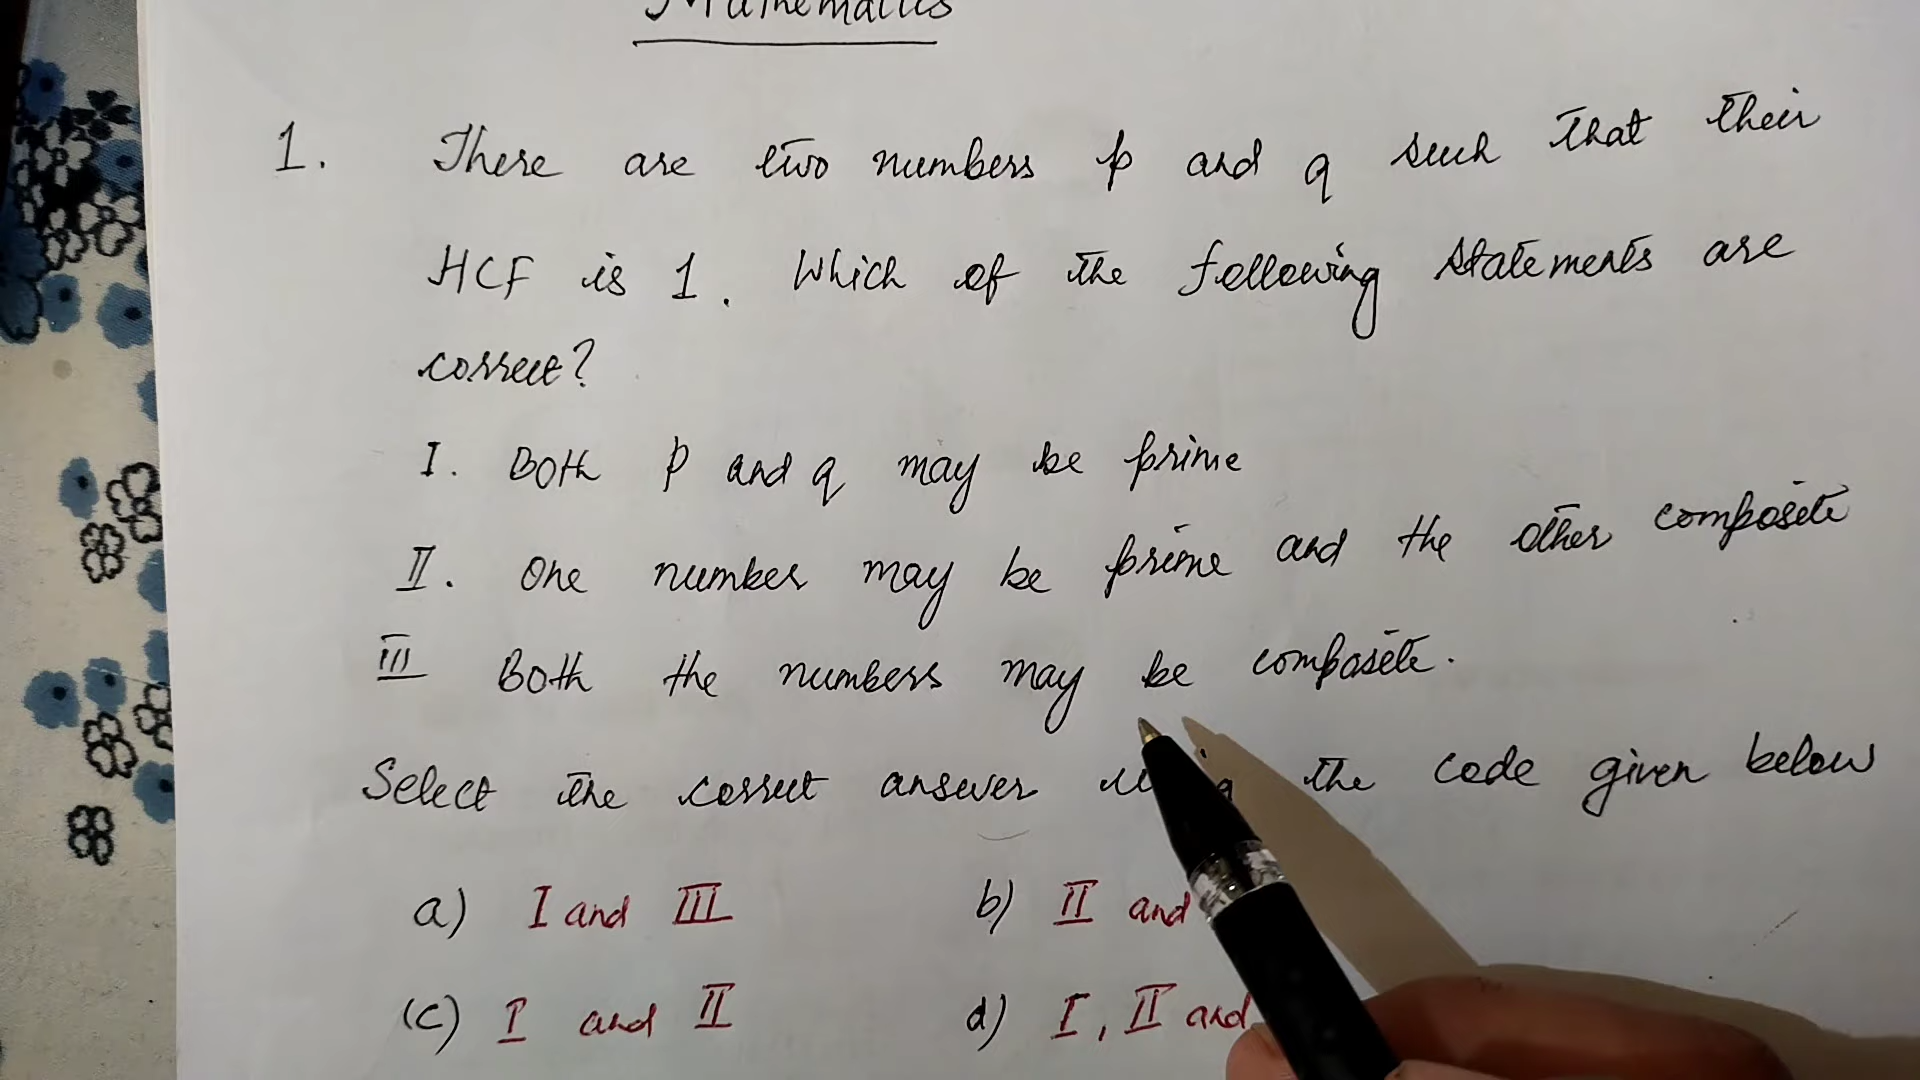 Mathematics
1. There are two numbers p and q such that their
HCF is 1. Which of the following statements are
correct?
I. Both p and q may be prime
II. One number may be prime and the other composite
III Both the numbers may be composite.
Select the correct answer the code given below
a) I and III b) II and
(c) I and II d) I, II and